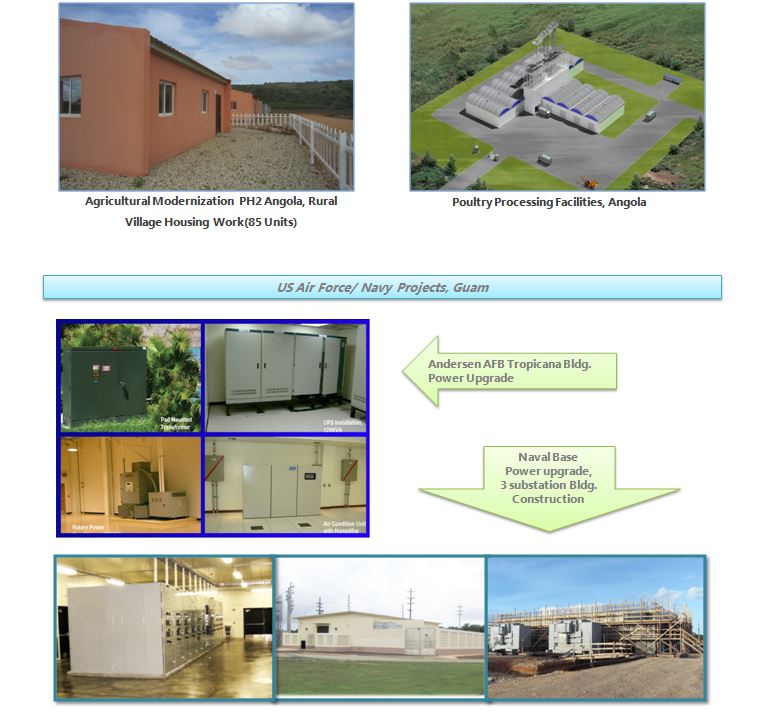 Agricultural Modernization PH2 Angola, Rural
Village Housing Work(85 Units)
Poultry Processing Facilities, Angola
US Air Force/ Navy Projects, Guam
Pad Mounted
Transformer
UPS Installation,
120KVA
Rotary Power
Air Condition Unit
with Humidifier
Andersen AFB Tropicana Bldg.
Power Upgrade
Naval Base
Power upgrade,
3 substation Bldg.
Construction